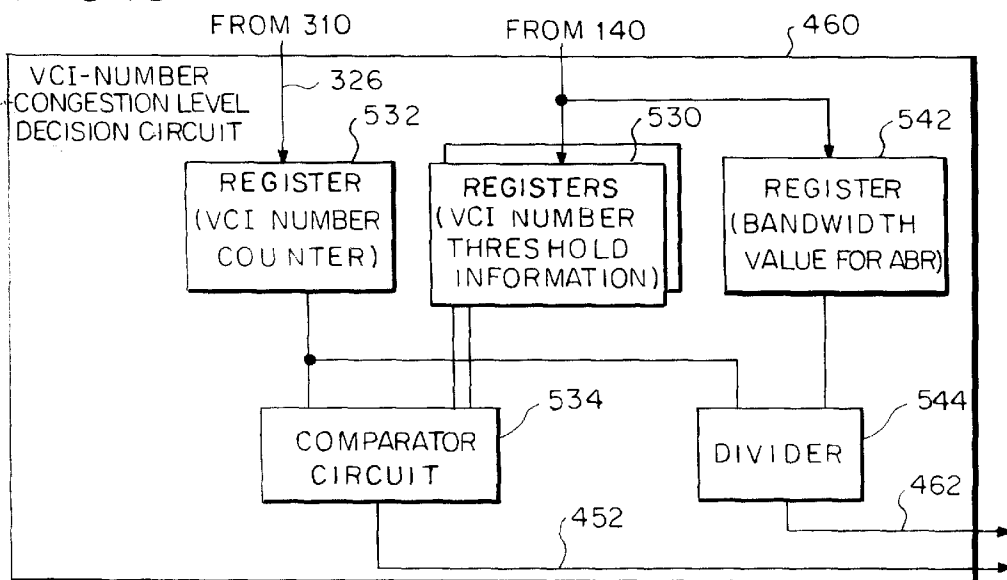 FROM 310
FROM 140
460
VCI-NUMBER
CONGESTION LEVEL
DECISION CIRCUIT
326
532
530
542
REGISTER
(VCI NUMBER
COUNTER)
REGISTERS
(VCI NUMBER
THRESHOLD
INFORMATION)
REGISTER
(BANDWIDTH
VALUE FOR ABR)
534
544
COMPARATOR
CIRCUIT
DIVIDER
462
452